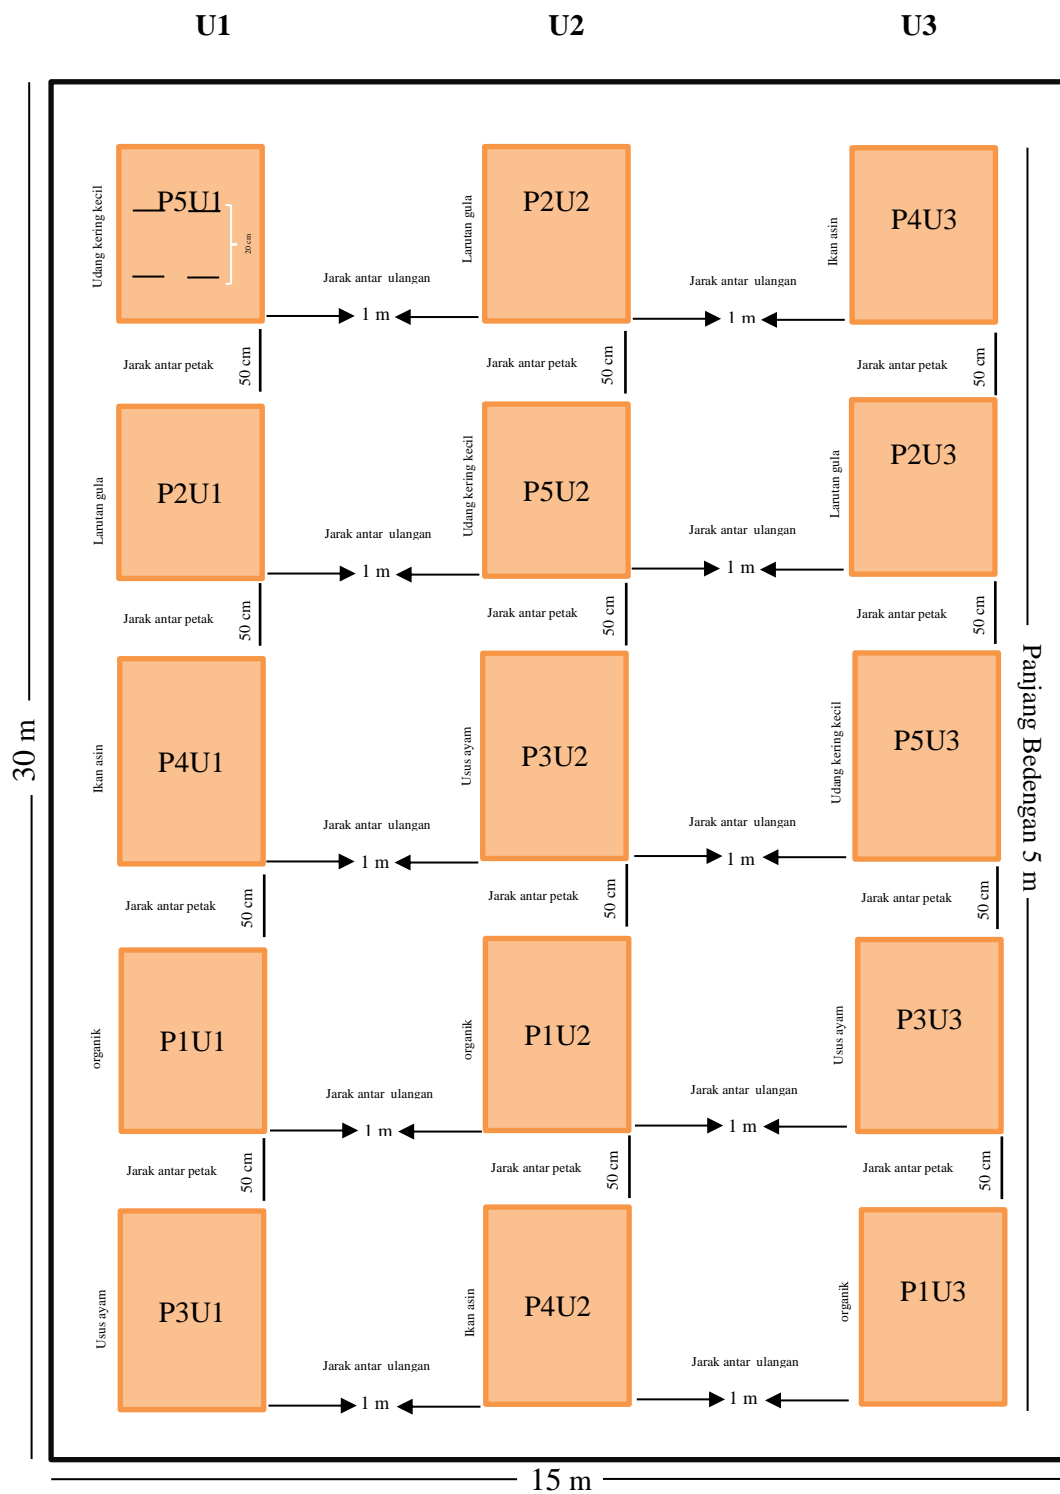 U1 U2 U3
Udang kering kecil P5U1 Larutan gula P2U2 Ikan asin P4U3
20 cm
Jarak antar ulangan Jarak antar ulangan
1 m 1 m
Jarak antar petak 50 cm Jarak antar petak 50 cm Jarak antar petak 50 cm
Larutan gula P2U1 Udang kering kecil P5U2 Larutan gula P2U3
Jarak antar ulangan Jarak antar ulangan
1 m 1 m
Jarak antar petak 50 cm Jarak antar petak 50 cm Jarak antar petak 50 cm
30 m
Ikan asin P4U1 Usus ayam P3U2 Udang kering kecil P5U3
Panjang Bedengan 5 m
Jarak antar ulangan Jarak antar ulangan
1 m 1 m
Jarak antar petak 50 cm Jarak antar petak 50 cm Jarak antar petak 50 cm
organik P1U1 organik P1U2 Usus ayam P3U3
Jarak antar ulangan Jarak antar ulangan
1 m 1 m
Jarak antar petak 50 cm Jarak antar petak 50 cm Jarak antar petak 50 cm
Usus ayam P3U1 Ikan asin P4U2 organik P1U3
Jarak antar ulangan Jarak antar ulangan
1 m 1 m
15 m